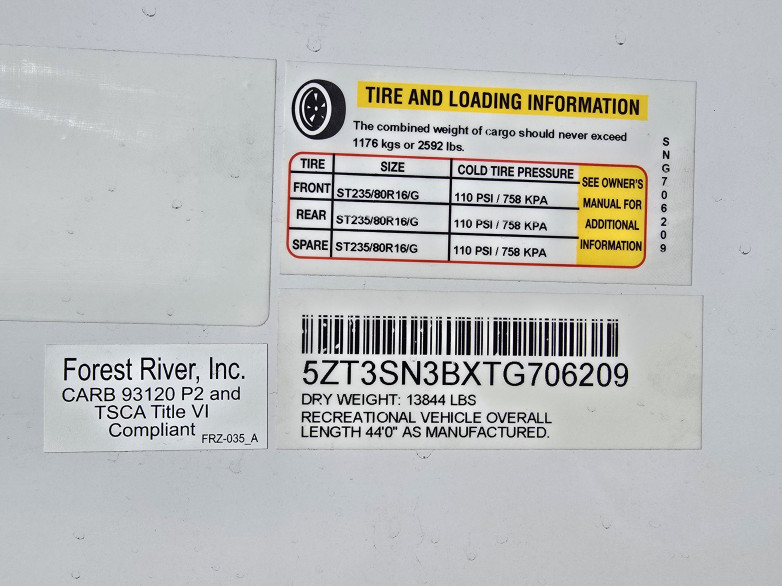 TIRE AND LOADING INFORMATION
The combined weight of cargo should never exceed
1176 kgs or 2592 lbs.
TIRE SIZE COLD TIRE PRESSURE
FRONT ST235/80R16/G 110 PSI / 758 KPA
REAR ST235/80R16/G 110 PSI / 758 KPA
SPARE ST235/80R16/G 110 PSI / 758 KPA
SEE OWNER'S
MANUAL FOR
ADDITIONAL
INFORMATION
SNG706209
5ZT3SN3BXTG706209
DRY WEIGHT: 13844 LBS
RECREATIONAL VEHICLE OVERALL
LENGTH 44'0" AS MANUFACTURED.
Forest River, Inc.
CARB 93120 P2 and
TSCA Title VI
Compliant
FRZ-035_A